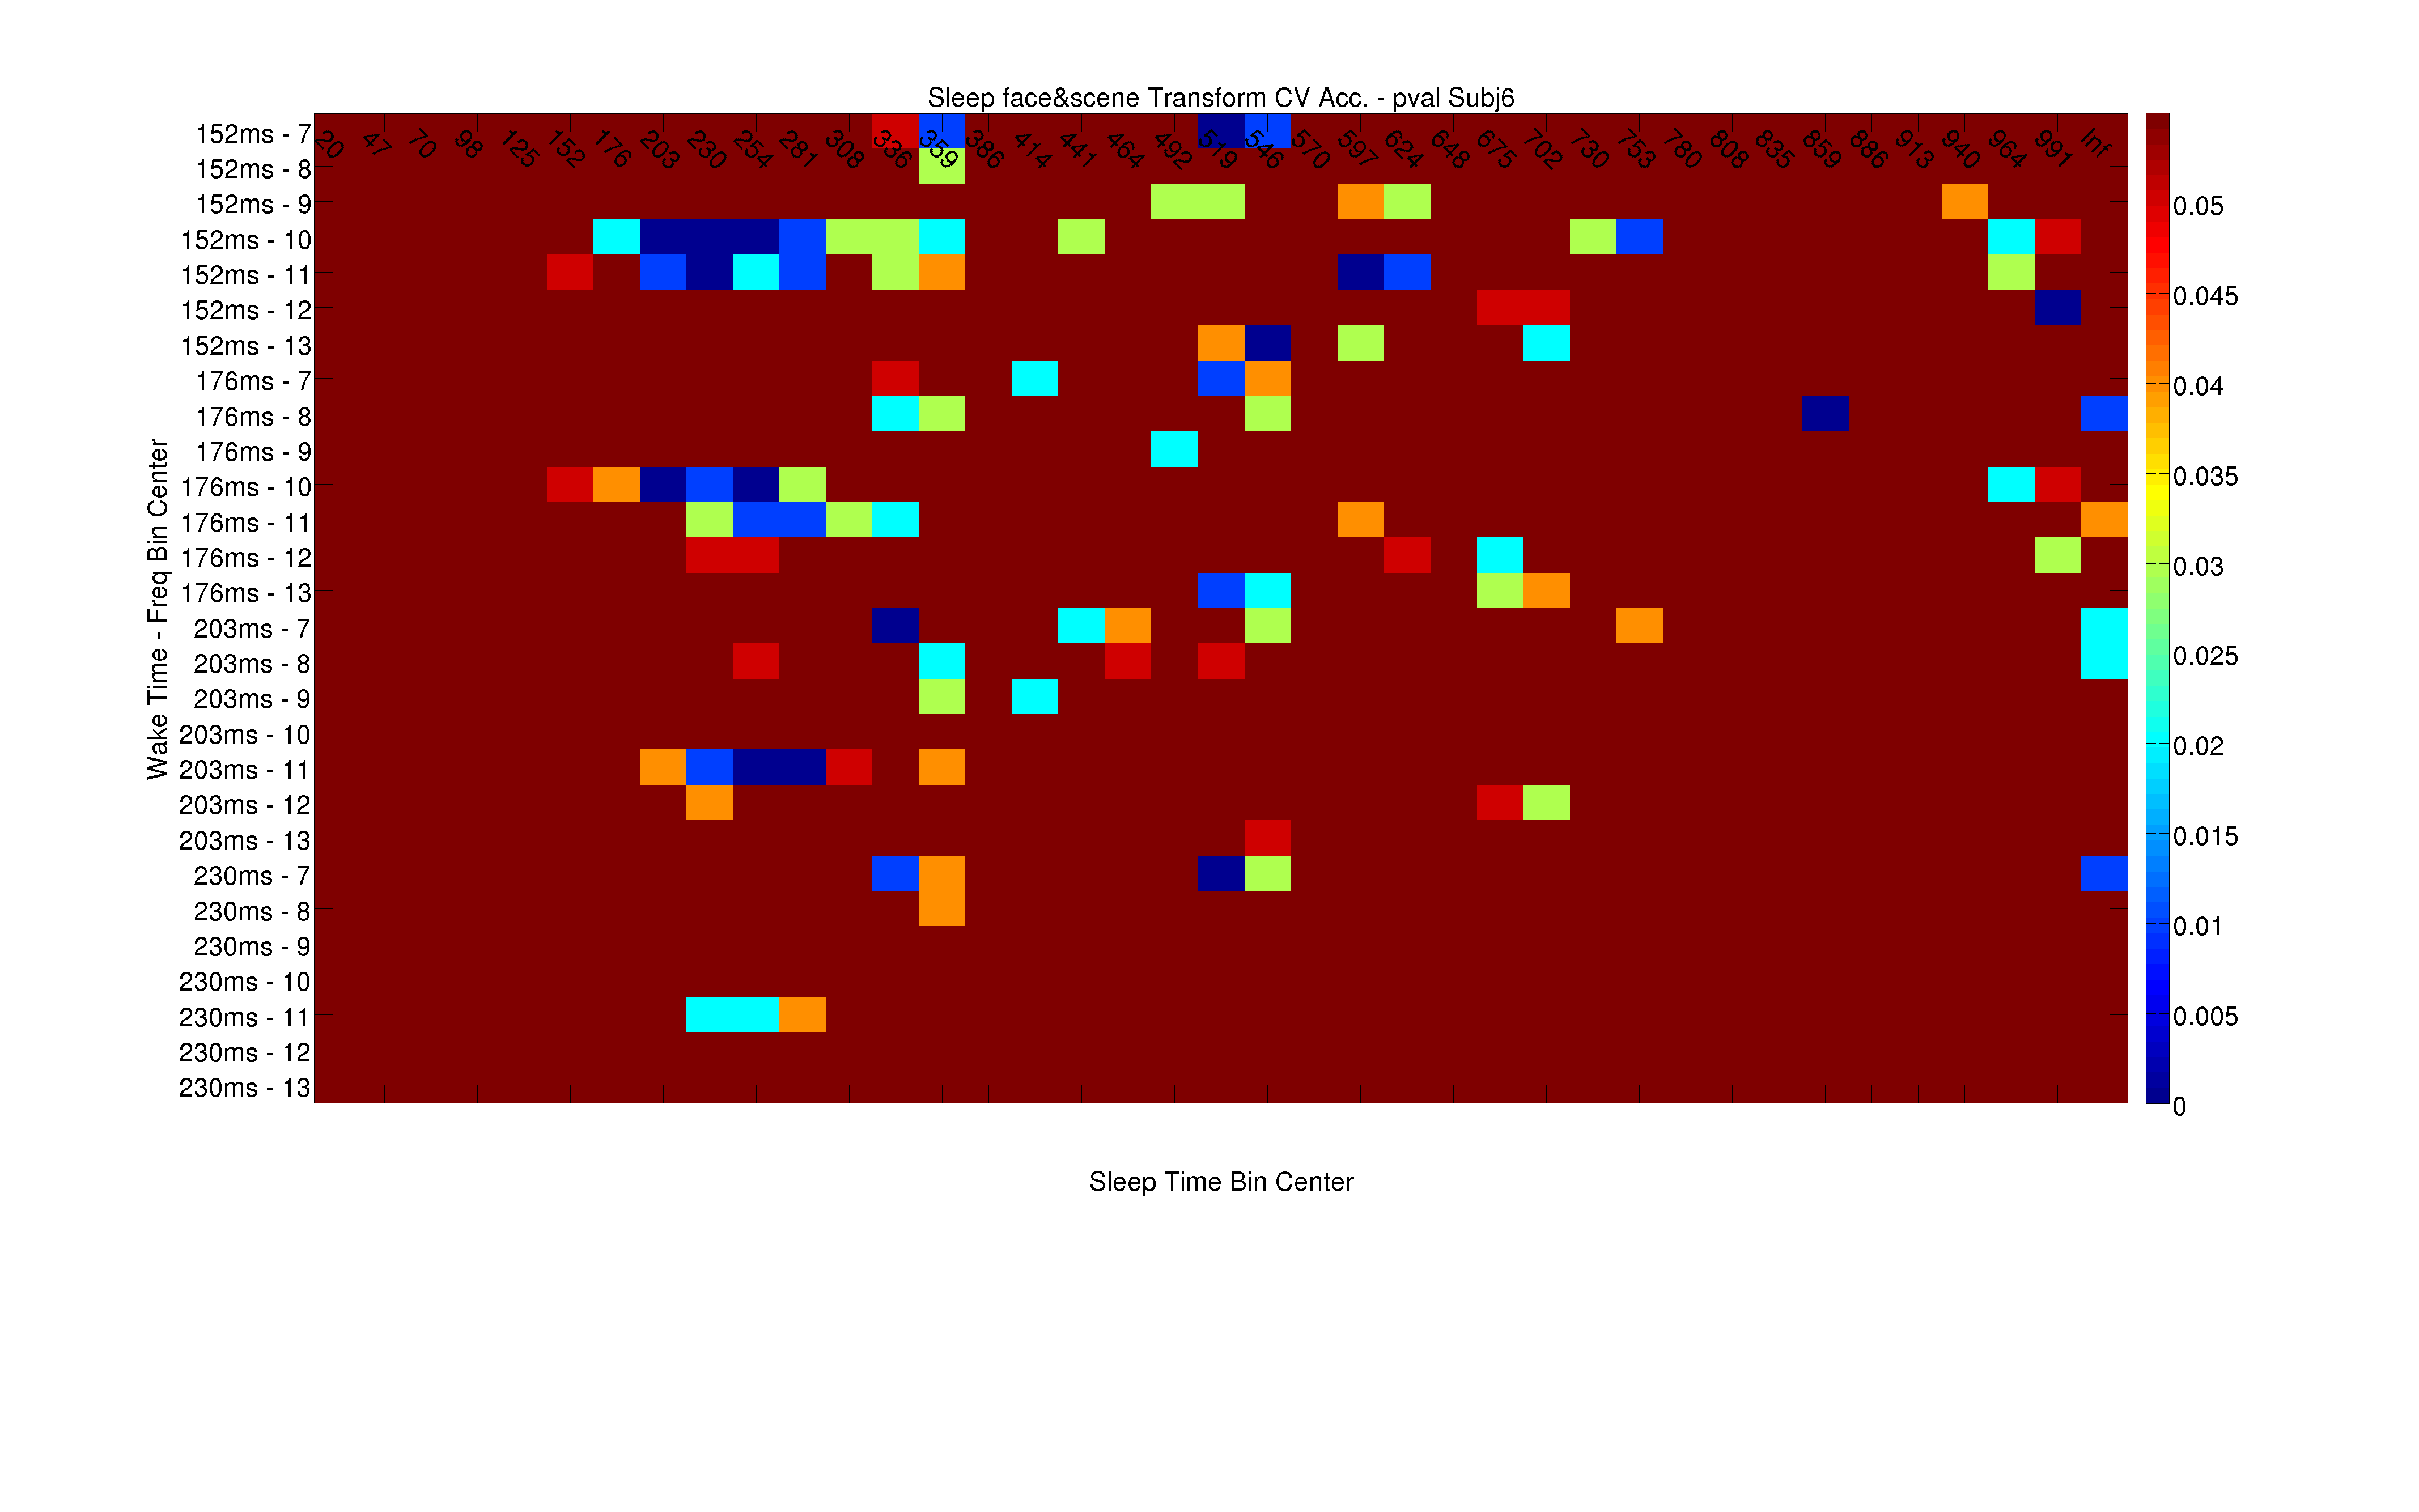 Sleep face&scene Transform CV Acc. - pval Subj6
Wake Time - Freq Bin Center
152ms - 7
152ms - 8
152ms - 9
152ms - 10
152ms - 11
152ms - 12
152ms - 13
176ms - 7
176ms - 8
176ms - 9
176ms - 10
176ms - 11
176ms - 12
176ms - 13
203ms - 7
203ms - 8
203ms - 9
203ms - 10
203ms - 11
203ms - 12
203ms - 13
230ms - 7
230ms - 8
230ms - 9
230ms - 10
230ms - 11
230ms - 12
230ms - 13
20 47 70 98 125 152 176 203 230 254 281 308 336 359 386 414 441 464 492 519 546 570 597 624 648 675 702 730 753 780 808 835 859 886 913 940 964 991 Inf
0.05
0.045
0.04
0.035
0.03
0.025
0.02
0.015
0.01
0.005
0
Sleep Time Bin Center